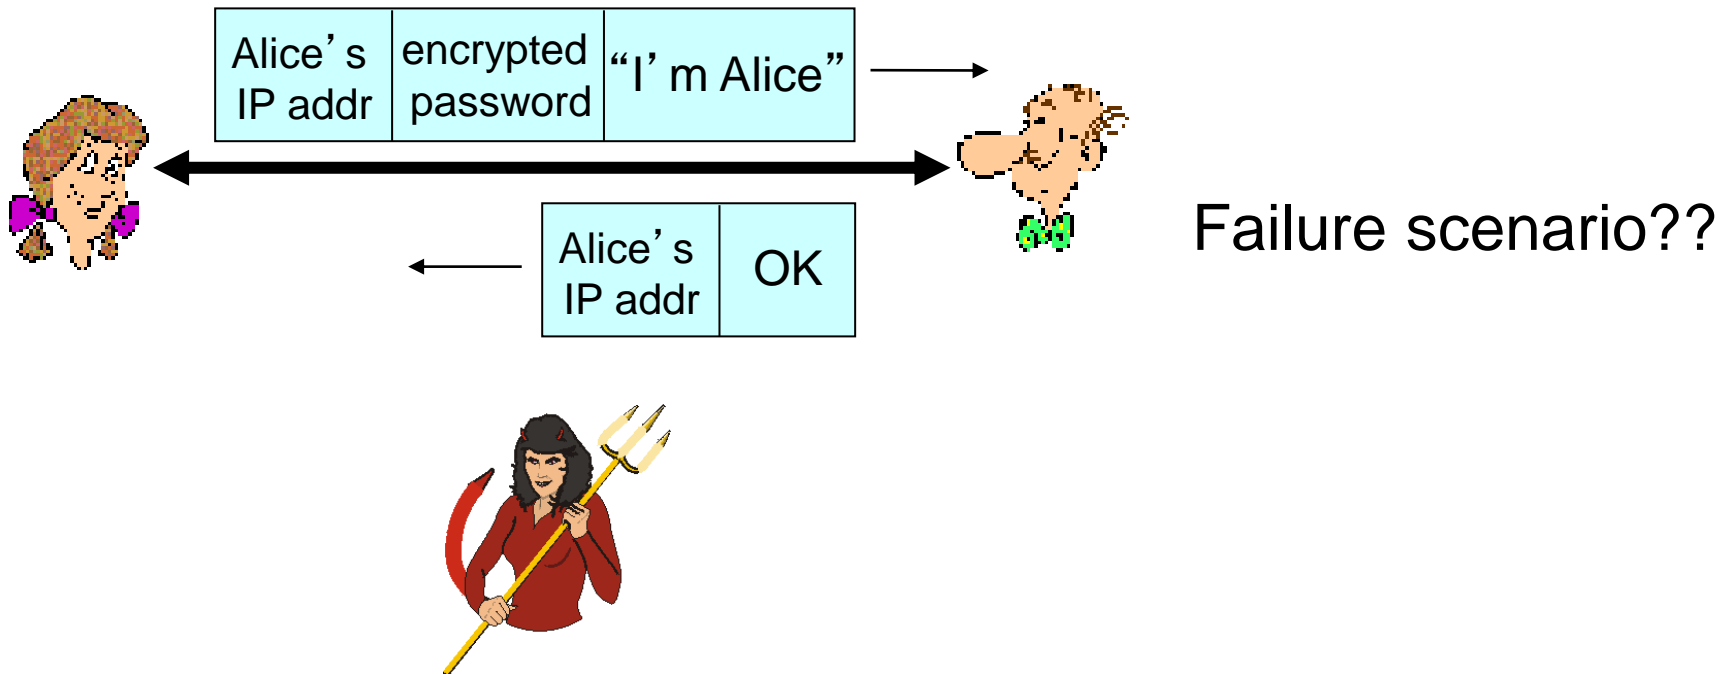 Alice’s
IP addr
encrypted
password
“I’m Alice”
Alice’s
IP addr
OK
Failure scenario??